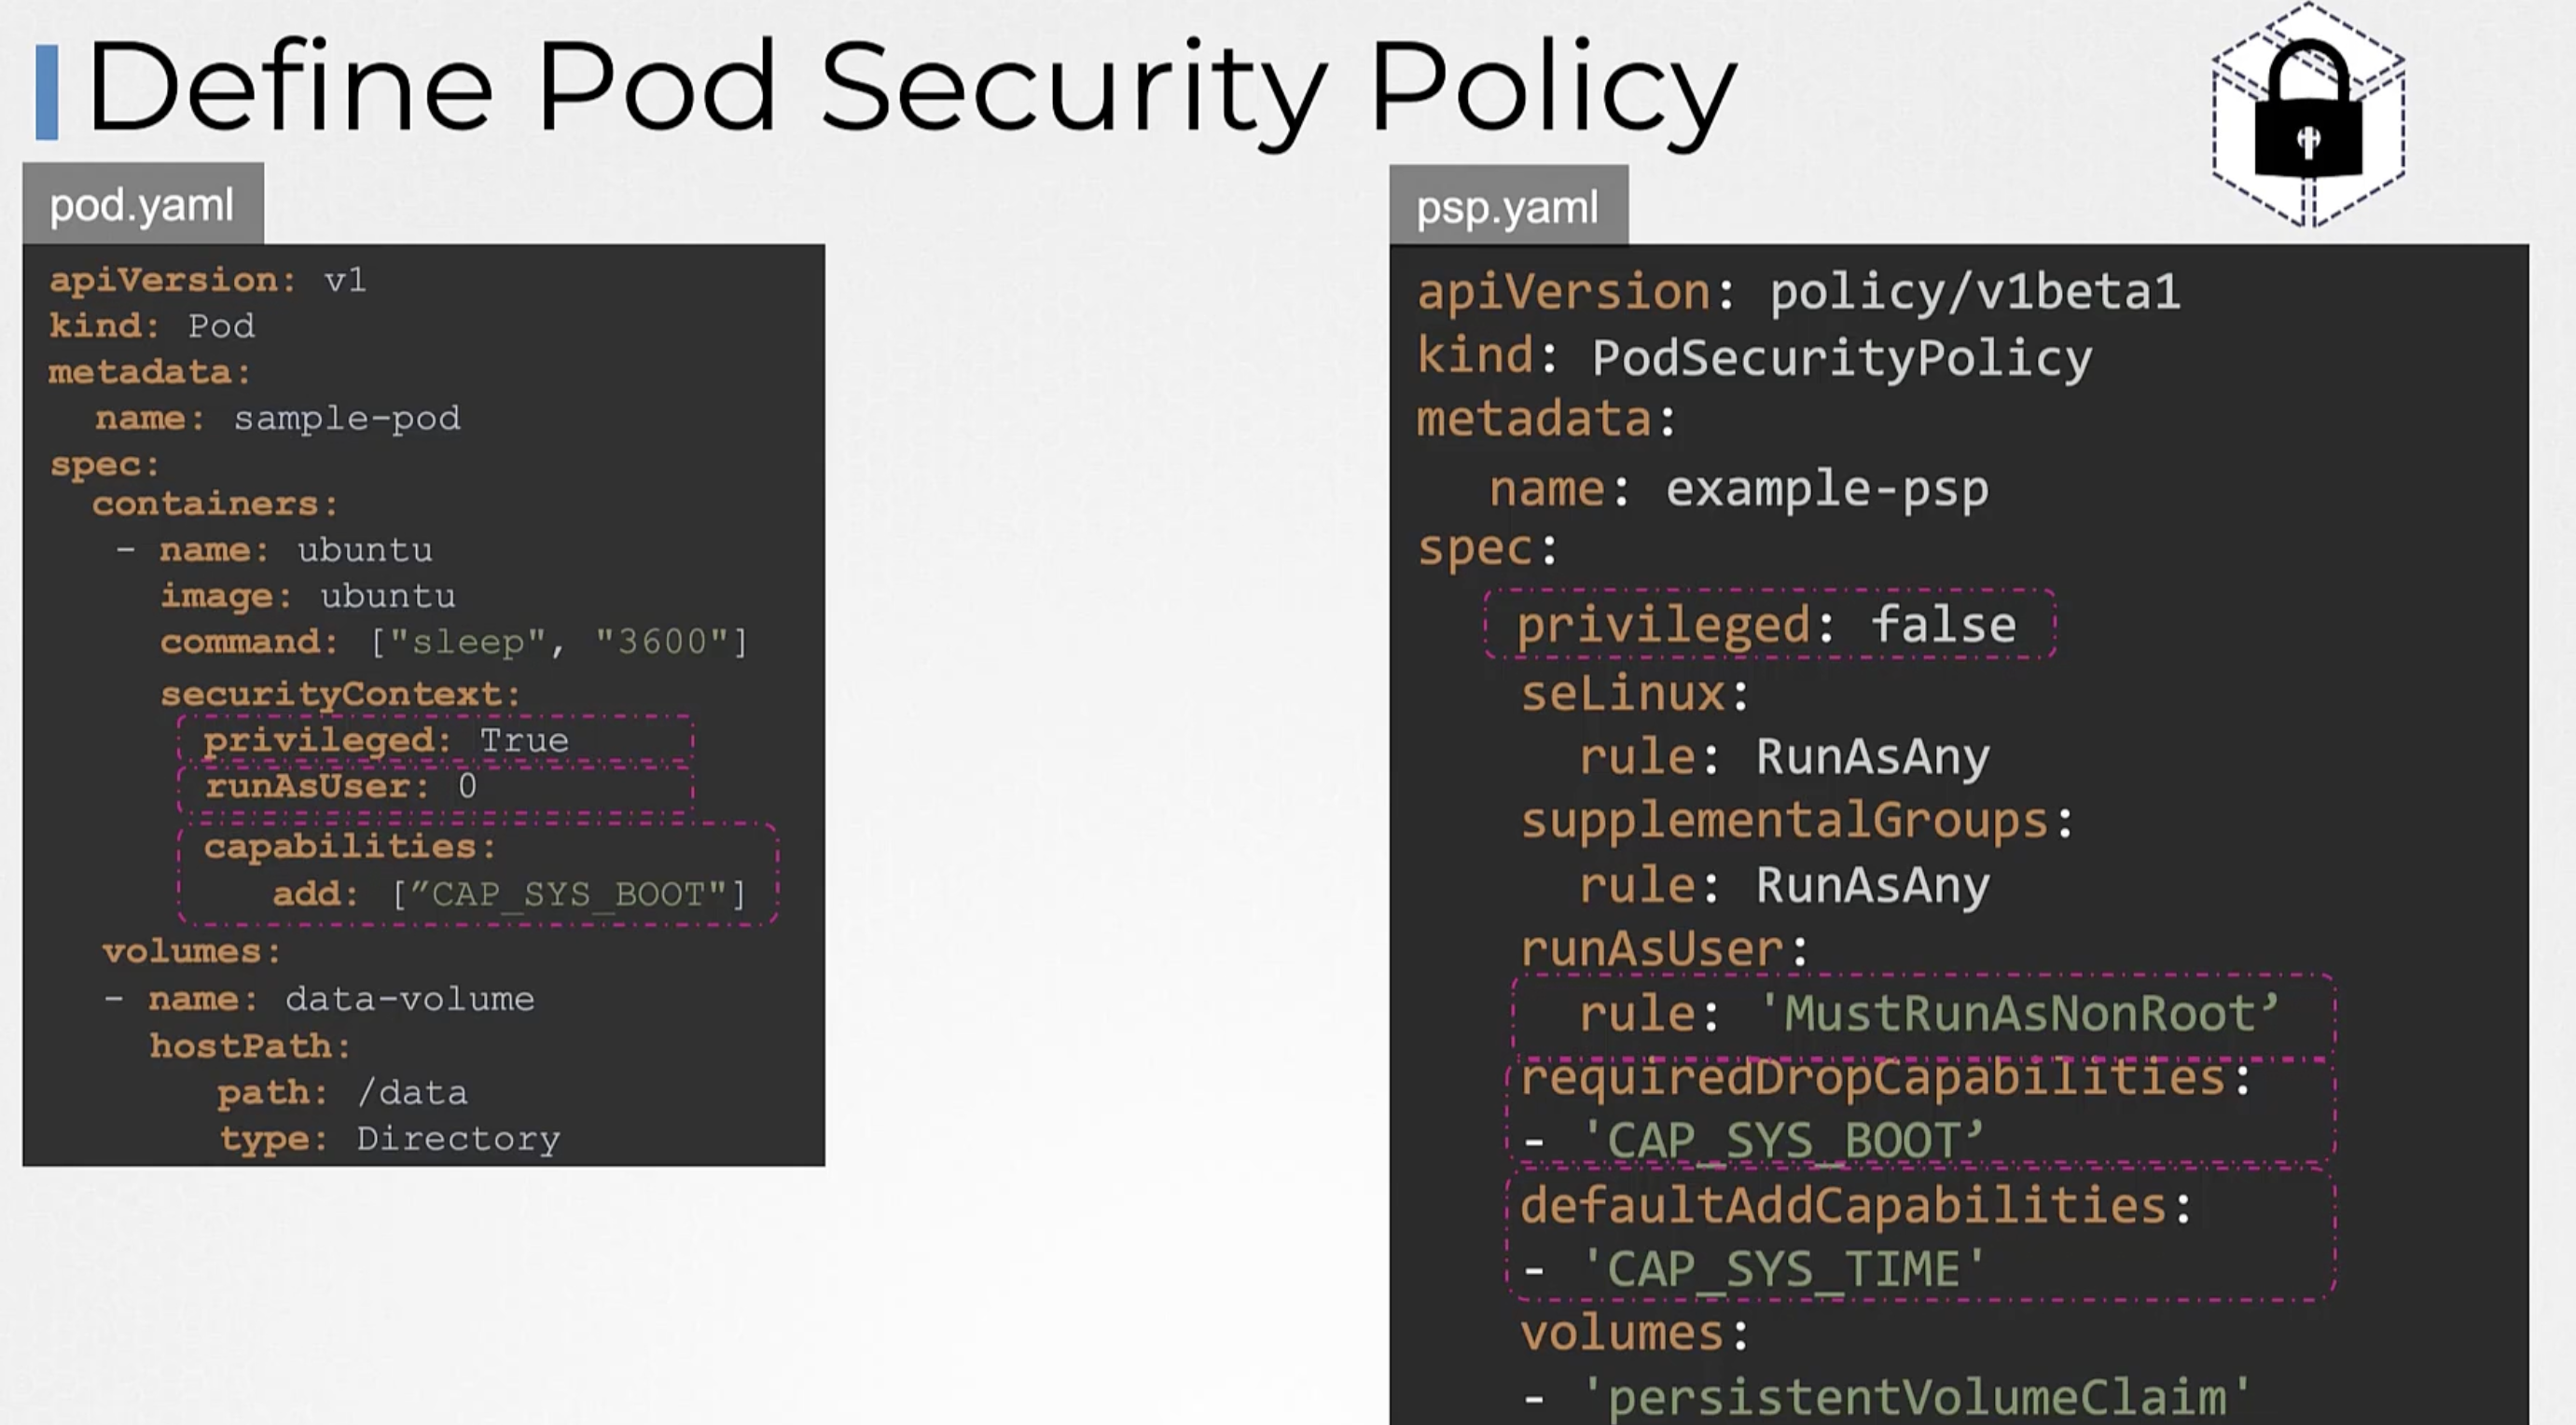 Define Pod Security Policy
pod.yaml
apiVersion: v1
kind: Pod
metadata:
name: sample-pod
spec:
containers:
- name: ubuntu
image: ubuntu
command: ["sleep", "3600"]
securityContext:
privileged: True
runAsUser: 0
capabilities:
add: [”CAP_SYS_BOOT"]
volumes:
- name: data-volume
hostPath:
path: /data
type: Directory
psp.yaml
apiVersion: policy/v1beta1
kind: PodSecurityPolicy
metadata:
name: example-psp
spec:
privileged: false
seLinux:
rule: RunAsAny
supplementalGroups:
rule: RunAsAny
runAsUser:
rule: 'MustRunAsNonRoot’
requiredDropCapabilities:
- 'CAP_SYS_BOOT’
defaultAddCapabilities:
- 'CAP_SYS_TIME'
volumes:
- 'persistentVolumeClaim'